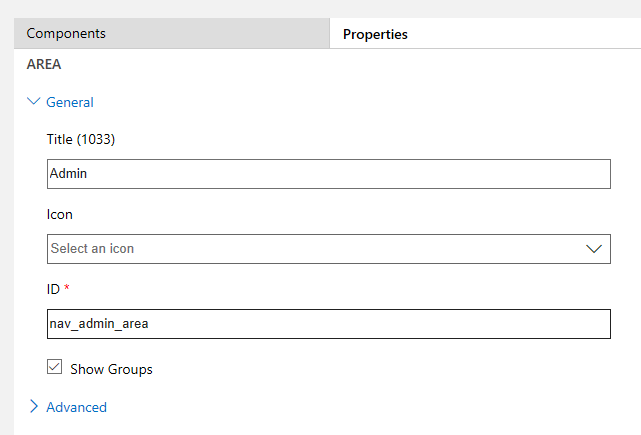 Components
Properties
AREA
General
Title (1033)
Admin
Icon
Select an icon
ID *
nav_admin_area
Show Groups
Advanced